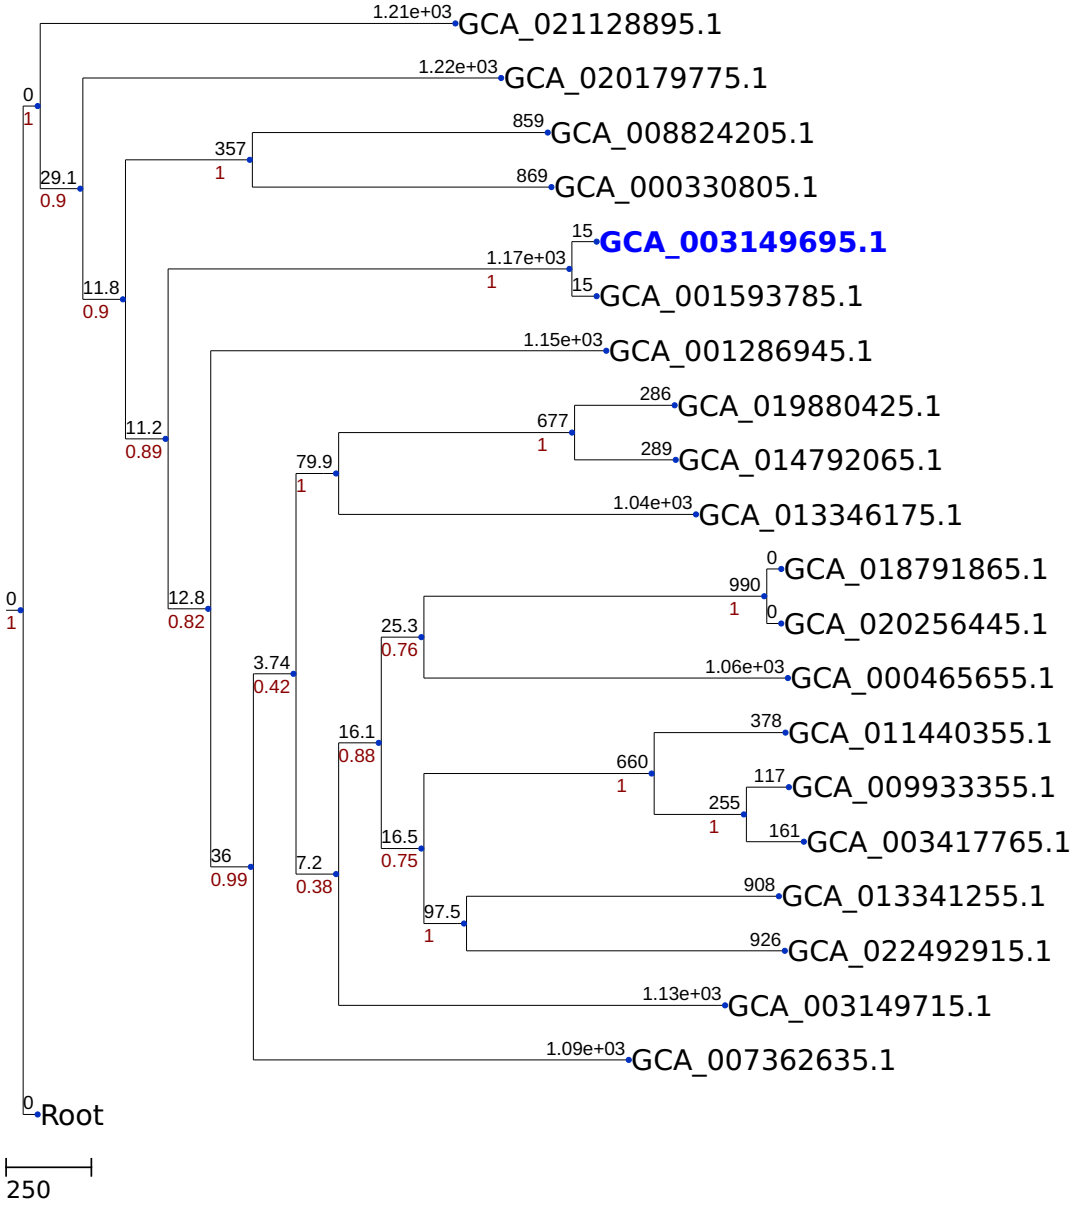 1.21e+03
GCA_021128895.1
1.22e+03
GCA_020179775.1
0
1
859
GCA_008824205.1
357
1
869
GCA_000330805.1
29.1
0.9
15
GCA_003149695.1
1.17e+03
1
15
GCA_001593785.1
11.8
0.9
1.15e+03
GCA_001286945.1
286
GCA_019880425.1
677
1
11.2
0.89
289
GCA_014792065.1
79.9
1
1.04e+03
GCA_013346175.1
0
GCA_018791865.1
990
1
0
1
12.8
0.82
0
GCA_020256445.1
25.3
0.76
3.74
0.42
1.06e+03
GCA_000465655.1
16.1
0.88
378
GCA_011440355.1
660
1
117
GCA_009933355.1
255
1
161
GCA_003417765.1
16.5
0.75
36
0.99
7.2
0.38
908
GCA_013341255.1
97.5
1
926
GCA_022492915.1
1.13e+03
GCA_003149715.1
1.09e+03
GCA_007362635.1
0
Root
250